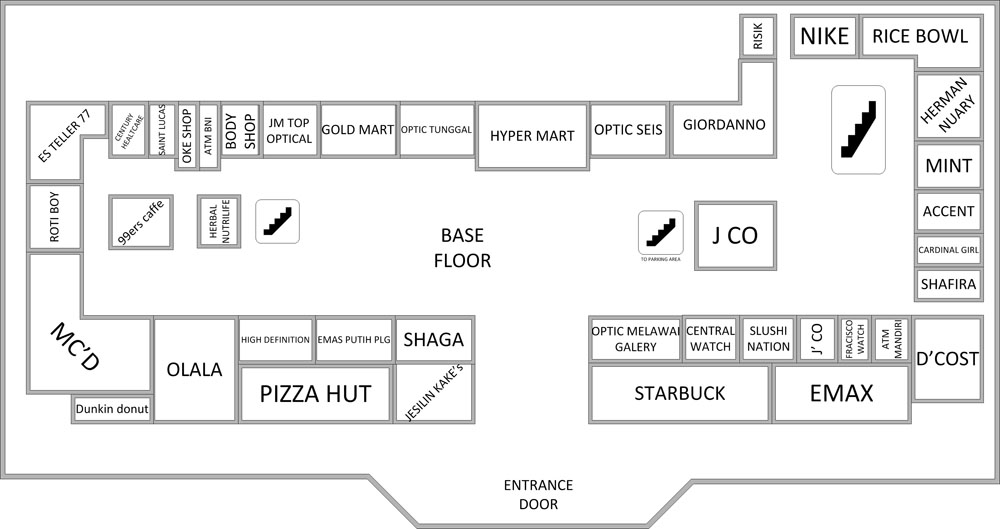 RISIK
NIKE
RICE BOWL
ES TELLER 77
CENTURY
HEALTCARE
SAINT LUCAS
OKE SHOP
ATM BNI
BODY
SHOP
JM TOP
OPTICAL
GOLD MART
OPTIC TUNGGAL
HYPER MART
OPTIC SEIS
GIORDANNO
HERMAN
NUARY
MINT
ROTI BOY
99ers caffe
HERBAL
NUTRILIFE
BASE
FLOOR
TO PARKING AREA
J CO
ACCENT
CARDINAL GIRL
SHAFIRA
MC'D
OLALA
HIGH DEFINITION
EMAS PUTIH PLG
SHAGA
OPTIC MELAWAI
GALERY
CENTRAL
WATCH
SLUSHI
NATION
J' CO
FRACISCO
WATCH
ATM
MANDIRI
D'COST
Dunkin donut
PIZZA HUT
JESILIN KAKE's
STARBUCK
EMAX
ENTRANCE
DOOR